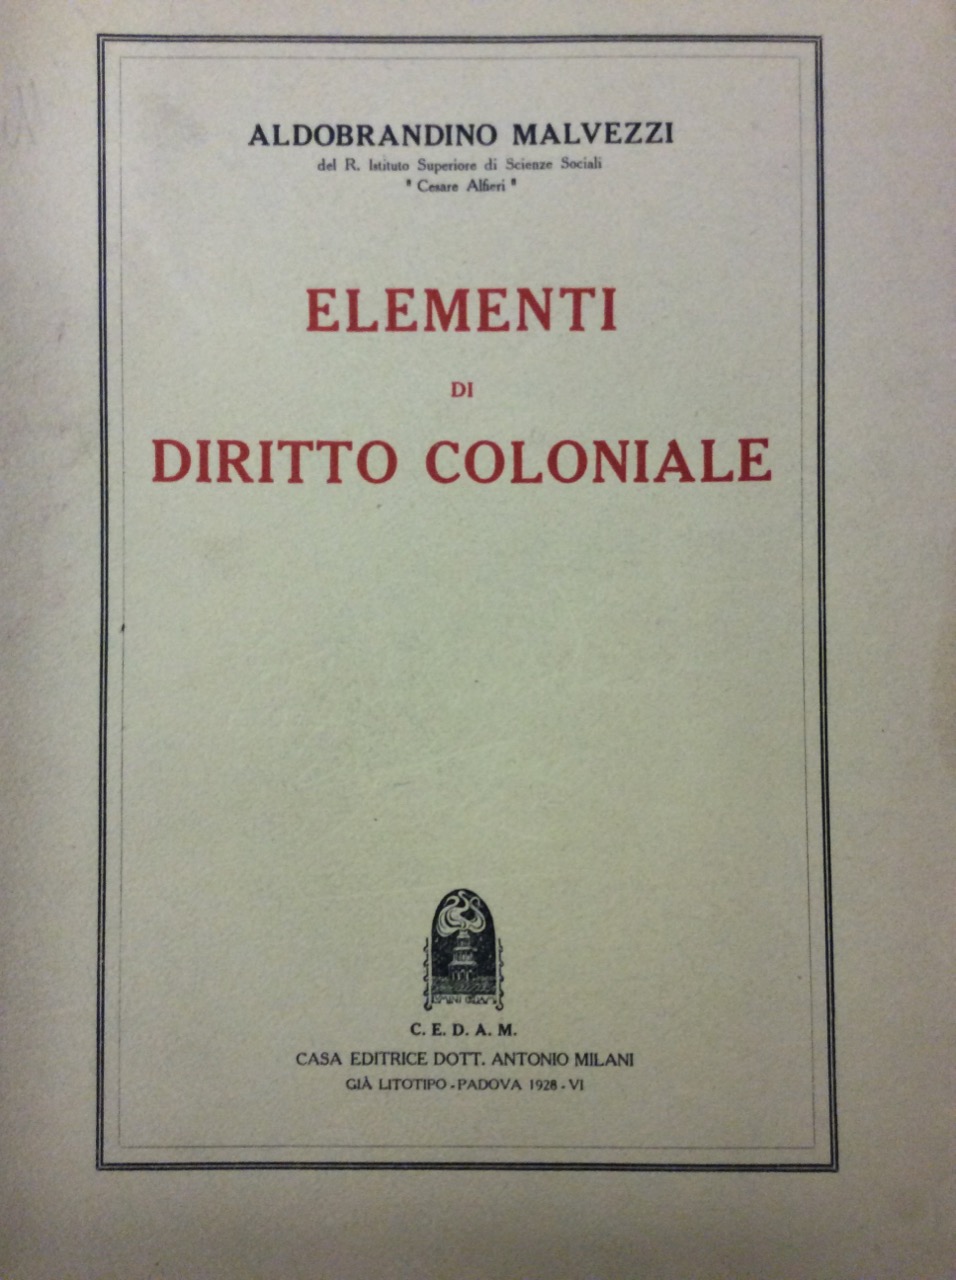 ALDOBRANDINO MALVEZZI
del R. Istituto Superiore di Scienze Sociali
" Cesare Alfieri "
ELEMENTI
DI
DIRITTO COLONIALE
C. E. D. A. M.
CASA EDITRICE DOTT. ANTONIO MILANI
GIÀ LITOTIPO - PADOVA 1928 - VI